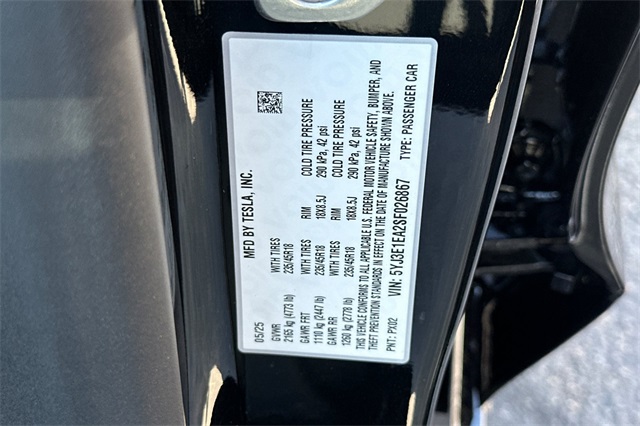 MFD BY TESLA, INC.
05/25
GVWR WITH TIRES RIM COLD TIRE PRESSURE
2165 kg (4773 lb) 235/45R18 18X8.5J 290 kPa, 42 psi
GAWR FRT WITH TIRES RIM COLD TIRE PRESSURE
1110 kg (2447 lb) 235/45R18 18X8.5J 290 kPa, 42 psi
GAWR RR
1260 kg (2778 lb) 235/45R18
THIS VEHICLE CONFORMS TO ALL APPLICABLE FEDERAL MOTOR VEHICLE SAFETY, BUMPER, AND
THEFT PREVENTION STANDARDS IN EFFECT ON THE DATE OF MANUFACTURE SHOWN ABOVE.
VIN: 5YJ3E1EA2SF026867
PNT: PX02 TYPE: PASSENGER CAR